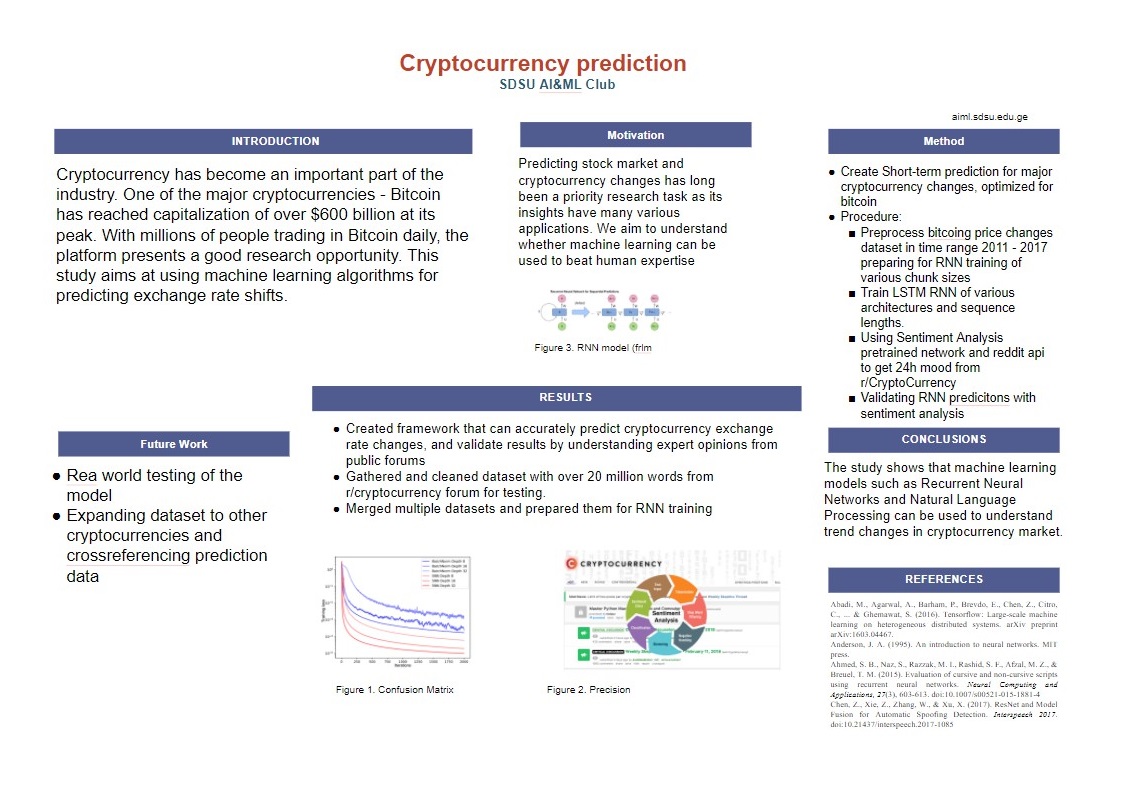 Cryptocurrency prediction
SDSU AI&ML Club
aiml.sdsu.edu.ge
INTRODUCTION
Cryptocurrency has become an important part of the
industry. One of the major cryptocurrencies - Bitcoin
has reached capitalization of over $600 billion at its
peak. With millions of people trading in Bitcoin daily, the
platform presents a good research opportunity. This
study aims at using machine learning algorithms for
predicting exchange rate shifts.
Motivation
Predicting stock market and
cryptocurrency changes has long
been a priority research task as its
insights have many various
applications. We aim to understand
whether machine learning can be
used to beat human expertise
Figure 3. RNN model (frIm
Method
● Create Short-term prediction for major
cryptocurrency changes, optimized for
bitcoin
● Procedure:
■ Preprocess bitcoing price changes
dataset in time range 2011 - 2017
preparing for RNN training of
various chunk sizes
■ Train LSTM RNN of various
architectures and sequence
lengths.
■ Using Sentiment Analysis
pretrained network and reddit api
to get 24h mood from
r/CryptoCurrency
■ Validating RNN predicitons with
sentiment analysis
Future Work
● Rea world testing of the
model
● Expanding dataset to other
cryptocurrencies and
crossreferencing prediction
data
RESULTS
● Created framework that can accurately predict cryptocurrency exchange
rate changes, and validate results by understanding expert opinions from
public forums
● Gathered and cleaned dataset with over 20 million words from
r/cryptocurrency forum for testing.
● Merged multiple datasets and prepared them for RNN training
0 250 500 750 1000 1250 1500 1750 2000
Figure 1. Confusion Matrix
CRYPTOCURRENCY
Sentiment
Analysis
Figure 2. Precision
CONCLUSIONS
The study shows that machine learning
models such as Recurrent Neural
Networks and Natural Language
Processing can be used to understand
trend changes in cryptocurrency market.
REFERENCES
Abadi, M., Agarwal, A., Barham, P., Brevdo, E., Chen, Z., Citro,
C., ... & Ghemawat, S. (2016). Tensorflow: Large-scale machine
learning on heterogeneous distributed systems. arXiv preprint
arXiv:1603.04467.
Anderson, J. A. (1995). An introduction to neural networks. MIT
press.
Ahmed, S. B., Naz, S., Razzak, M. I., Rashid, S. F., Afzal, M. Z., &
Breuel, T. M. (2015). Evaluation of cursive and non-cursive scripts
using recurrent neural networks. Neural Computing and
Applications, 27(3), 603-613. doi:10.1007/s00521-015-1881-4
Chen, Z., Xie, Z., Zhang, W., & Xu, X. (2017). ResNet and Model
Fusion for Automatic Spoofing Detection. Interspeech 2017.
doi:10.21437/interspeech.2017-1085